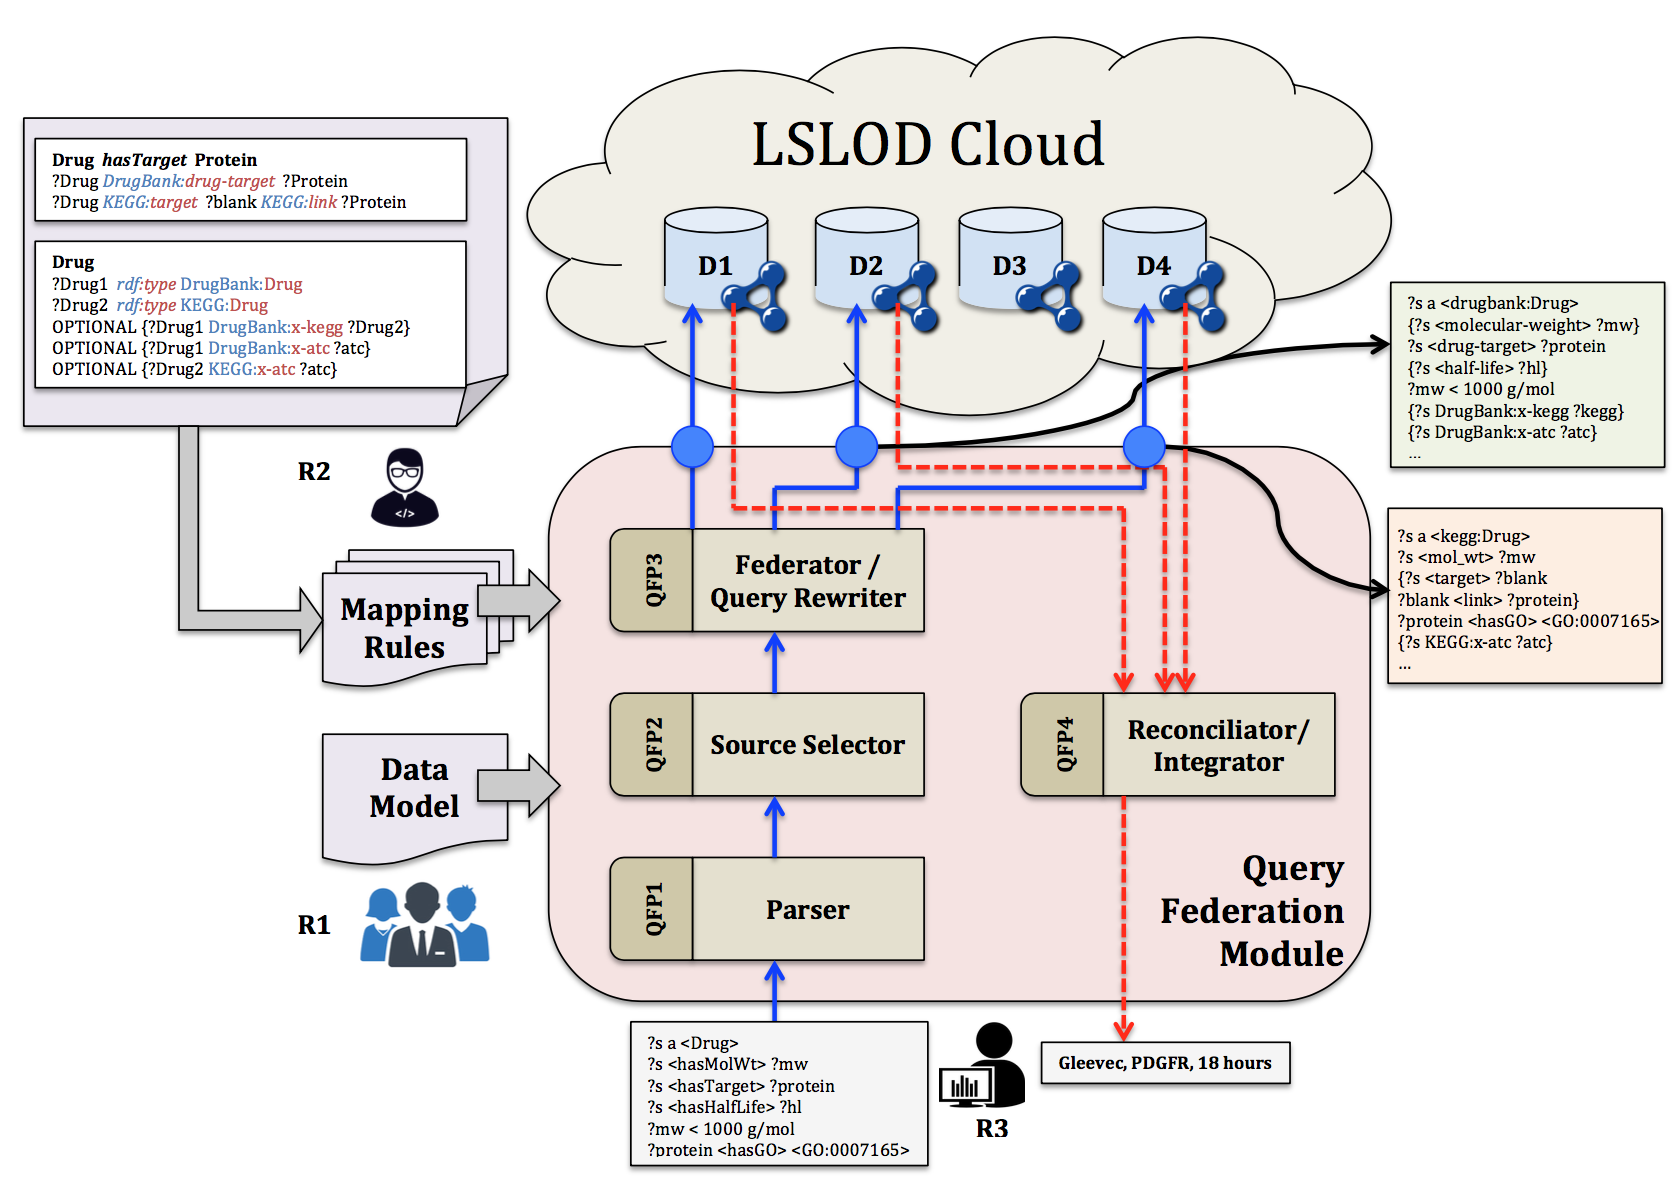 LSLOD Cloud
D1
D2
D3
D4
Drug hasTarget Protein
?Drug DrugBank:drug-target ?Protein
?Drug KEGG:target ?blank KEGG:link ?Protein
Drug
?Drug1 rdf:type DrugBank:Drug
?Drug2 rdf:type KEGG:Drug
OPTIONAL {?Drug1 DrugBank:x-kegg ?Drug2}
OPTIONAL {?Drug1 DrugBank:x-atc ?atc}
OPTIONAL {?Drug2 KEGG:x-atc ?atc}
?s a <drugbank:Drug>
{?s <molecular-weight> ?mw}
?s <drug-target> ?protein
{?s <half-life> ?hl}
?mw < 1000 g/mol
{?s DrugBank:x-kegg ?kegg}
{?s DrugBank:x-atc ?atc}
...
R2
</>
Mapping
Rules
QFP3
Federator /
Query Rewriter
?s a <kegg:Drug>
?s <mol_wt> ?mw
{?s <target> ?blank
?blank <link> ?protein}
?protein <hasGO> <GO:0007165>
{?s KEGG:x-atc ?atc}
...
Data
Model
QFP2
Source Selector
QFP4
Reconciliator/
Integrator
R1
QFP1
Parser
Query
Federation
Module
?s a <Drug>
?s <hasMolWt> ?mw
?s <hasTarget> ?protein
?s <hasHalfLife> ?hl
?mw < 1000 g/mol
?protein <hasGO> <GO:0007165>
R3
Gleevec, PDGFR, 18 hours